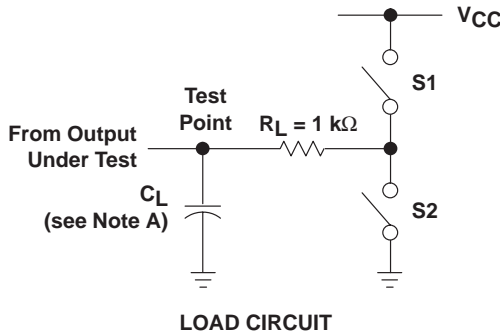 VCC
S1
Test
Point
RL = 1 kΩ
From Output
Under Test
CL
(see Note A)
S2
LOAD CIRCUIT